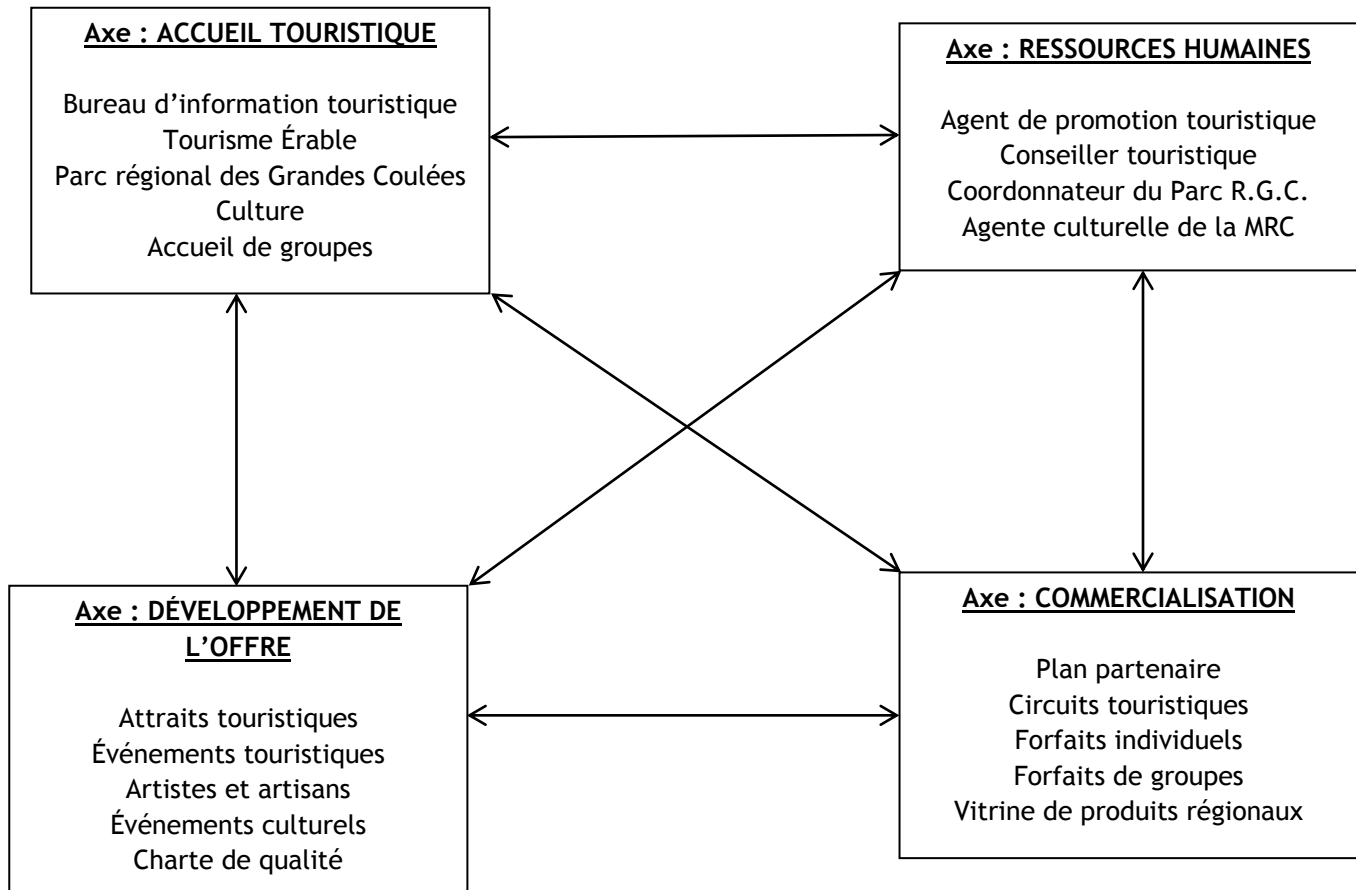 Axe : ACCUEIL TOURISTIQUE
Bureau d’information touristique
Tourisme Érable
Parc régional des Grandes Coulées
Culture
Accueil de groupes
Axe : RESSOURCES HUMAINES
Agent de promotion touristique
Conseiller touristique
Coordonnateur du Parc R.G.C.
Agente culturelle de la MRC
Axe : DÉVELOPPEMENT DE
L’OFFRE
Attraits touristiques
Événements touristiques
Artistes et artisans
Événements culturels
Charte de qualité
Axe : COMMERCIALISATION
Plan partenaire
Circuits touristiques
Forfaits individuels
Forfaits de groupes
Vitrine de produits régionaux